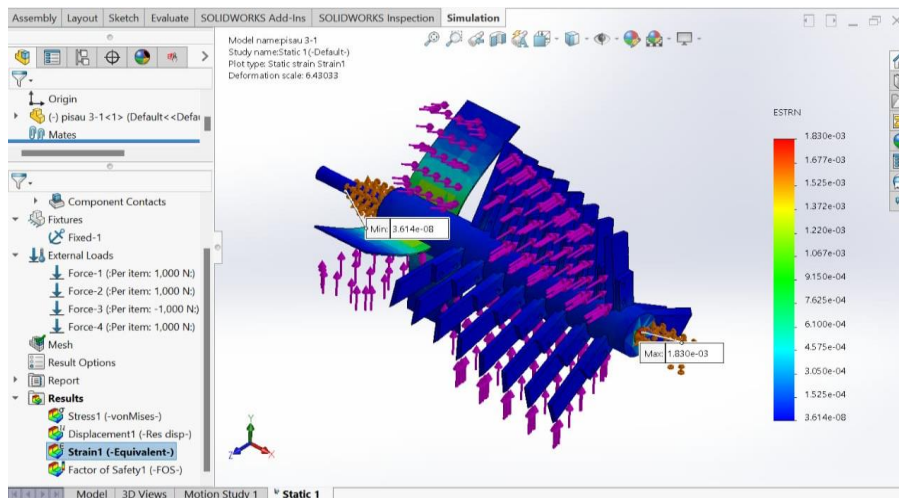 Assembly Layout Sketch Evaluate SOLIDWORKS Add-Ins SOLIDWORKS Inspection Simulation
Model name:pisau 3-1
Study name:Static 1(-Default-)
Plot type: Static strain Strain1
Deformation scale: 6.43033
Origin
(-) pisau 3-1<1> (Default<<Defau
Mates
Component Contacts
Fixtures
Fixed-1
External Loads
Force-1 (:Per item: 1,000 N:)
Force-2 (:Per item: 1,000 N:)
Force-3 (:Per item: -1,000 N:)
Force-4 (:Per item: 1,000 N:)
Mesh
Result Options
Report
Results
Stress1 (-vonMises-)
Displacement1 (-Res disp-)
Strain1 (-Equivalent-)
Factor of Safety1 (-FOS-)
Min: 3.614e-08
Max: 1.830e-03
ESTRN
1.830e-03
1.677e-03
1.525e-03
1.372e-03
1.220e-03
1.067e-03
9.150e-04
7.625e-04
6.100e-04
4.575e-04
3.050e-04
1.525e-04
3.614e-08
Y
Z
X
Model 3D Views Motion Study 1 Static 1